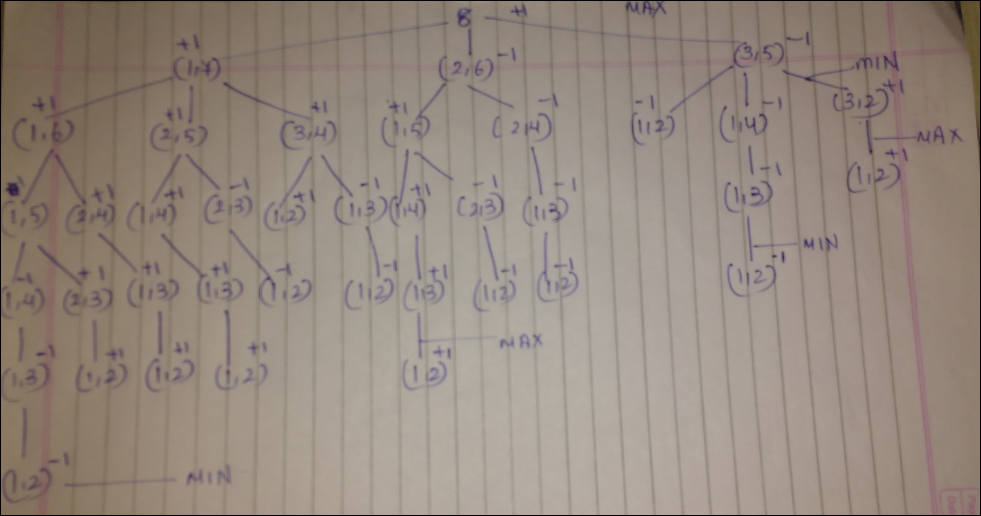 8 +1 MAX
(1,7)+1 (2,6)-1 (3,5)-1 MIN
(1,6)+1 (2,5)+1 (3,4)+1 (1,5)+1 (2,4)-1 (1,2)-1 (1,4)-1 (3,2)+1 MAX
(1,5) (2,4)+1 (1,4)+1 (2,3)-1 (1,2)+1 (1,3)-1 (1,4)+1 (2,3)-1 (1,3)-1 (1,3)-1 (1,2)+1
(1,4)-1 (2,3)+1 (1,3)+1 (1,3)+1 (1,2)-1 (1,2)-1 (1,3)+1 (1,2)-1 (1,2)-1 (1,2)-1 MIN
(1,3)-1 (1,2)+1 (1,2)+1 (1,2)+1 (1,2)+1 MAX
(1,2)-1 MIN